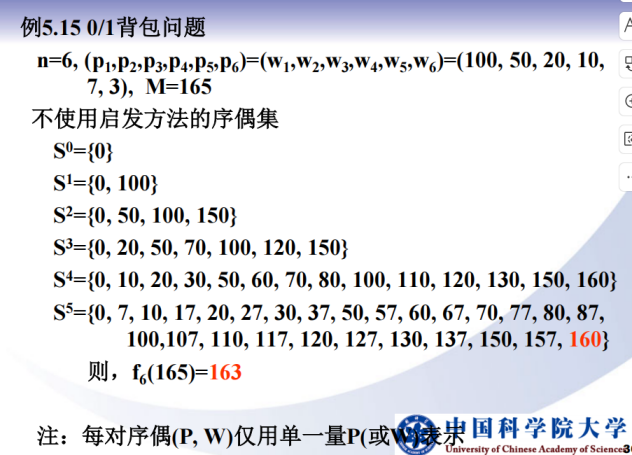 例5.15 0/1背包问题
n=6, (p₁,p₂,p₃,p₄,p₅,p₆)=(w₁,w₂,w₃,w₄,w₅,w₆)=(100, 50, 20, 10,
7, 3), M=165
不使用启发方法的序偶集
S⁰={0}
S¹={0, 100}
S²={0, 50, 100, 150}
S³={0, 20, 50, 70, 100, 120, 150}
S⁴={0, 10, 20, 30, 50, 60, 70, 80, 100, 110, 120, 130, 150, 160}
S⁵={0, 7, 10, 17, 20, 27, 30, 37, 50, 57, 60, 67, 70, 77, 80, 87,
100,107, 110, 117, 120, 127, 130, 137, 150, 157, 160}
则，f₆(165)=163
注：每对序偶(P, W)仅用单一量P(或W)表示
中国科学院大学
University of Chinese Academy of Sciences